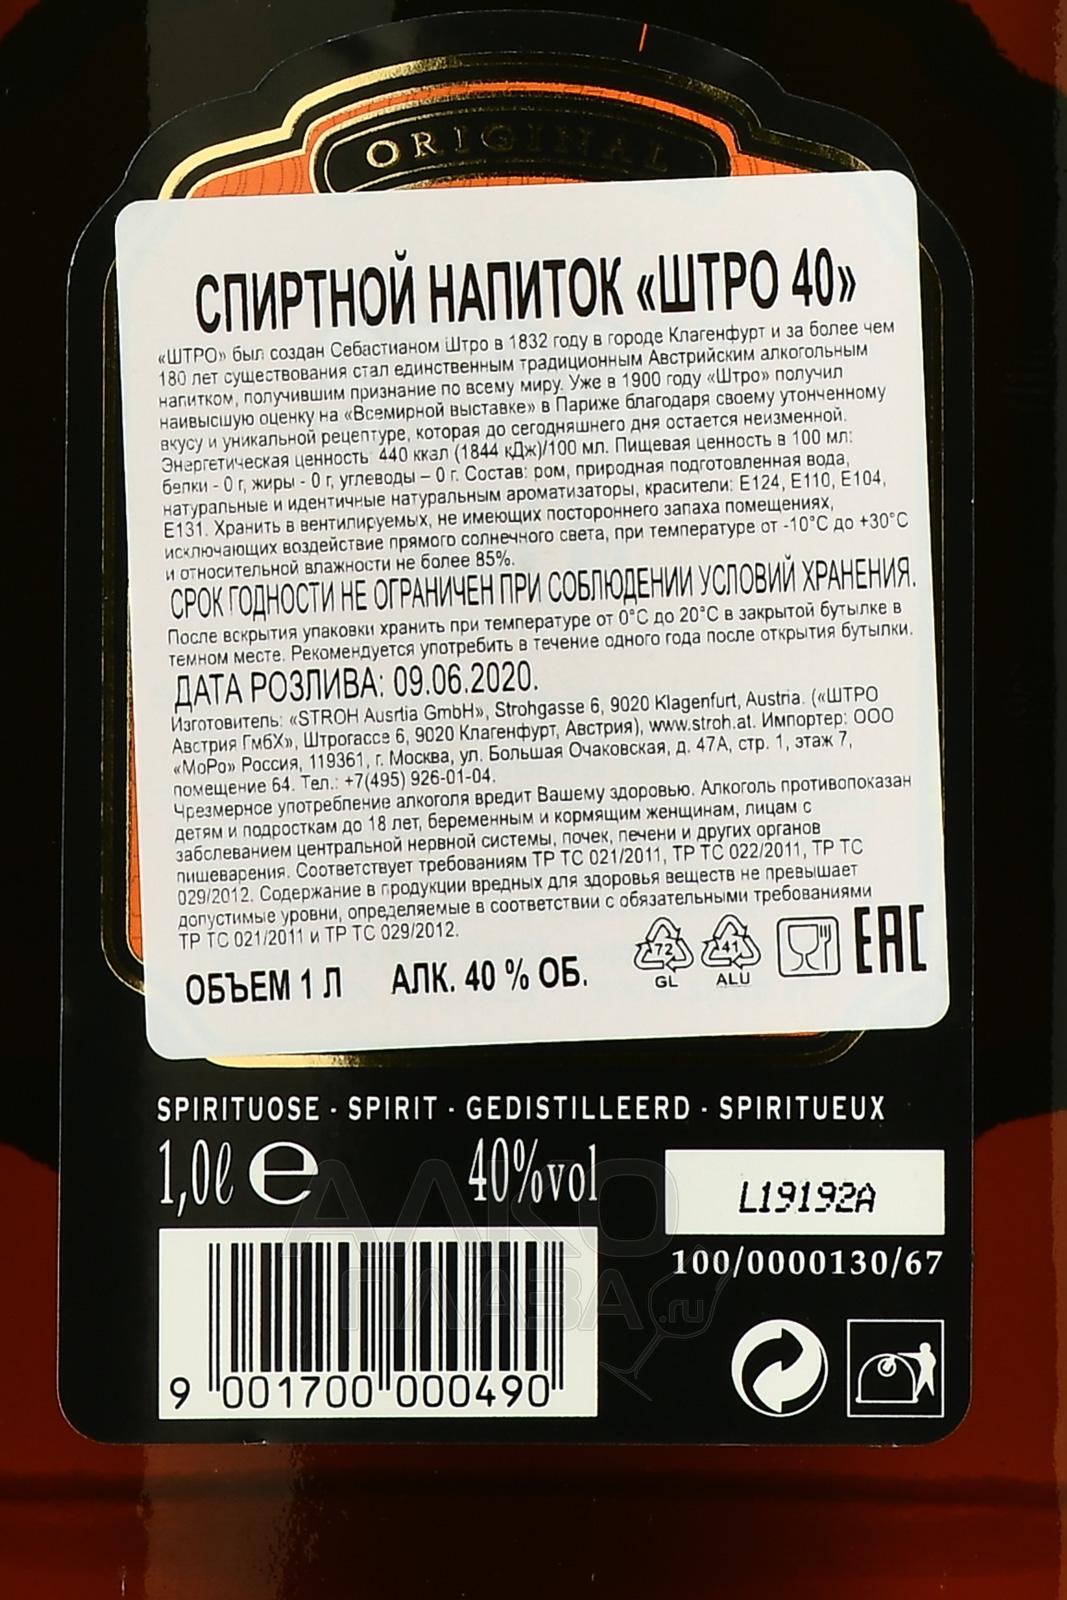 ORIGINAL
СПИРТНОЙ НАПИТОК «ШТРО 40»
«ШТРО» был создан Себастианом Штро в 1832 году в городе Клагенфурт и за более чем
180 лет существования стал единственным традиционным Австрийским алкогольным
напитком, получившим признание по всему миру. Уже в 1900 году «Штро» получил
наивысшую оценку на «Всемирной выставке» в Париже благодаря своему утонченному
вкусу и уникальной рецептуре, которая до сегодняшнего дня остается неизменной.
Энергетическая ценность 440 ккал (1844 кДж)/100 мл. Пищевая ценность в 100 мл:
белки - 0 г, жиры - 0 г, углеводы – 0 г. Состав: ром, природная подготовленная вода,
натуральные и идентичные натуральным ароматизаторы, красители: Е124, Е110, Е104,
Е131. Хранить в вентилируемых, не имеющих постороннего запаха помещениях,
исключающих воздействие прямого солнечного света, при температуре от -10°С до +30°С
и относительной влажности не более 85%.
СРОК ГОДНОСТИ НЕ ОГРАНИЧЕН ПРИ СОБЛЮДЕНИИ УСЛОВИЙ ХРАНЕНИЯ.
После вскрытия упаковки хранить при температуре от 0°С до 20°С в закрытой бутылке в
темном месте. Рекомендуется употребить в течение одного года после открытия бутылки.
ДАТА РОЗЛИВА: 09.06.2020.
Изготовитель: «STROH Ausrtia GmbH», Strohgasse 6, 9020 Klagenfurt, Austria. («ШТРО
Австрия ГмбХ», Штрогассе 6, 9020 Клагенфурт, Австрия), www.stroh.at. Импортер: ООО
«МоРо» Россия, 119361, г. Москва, ул. Большая Очаковская, д. 47А, стр. 1, этаж 7,
помещение 64. Тел.: +7(495) 926-01-04.
Чрезмерное употребление алкоголя вредит Вашему здоровью. Алкоголь противопоказан
детям и подросткам до 18 лет, беременным и кормящим женщинам, лицам с
заболеванием центральной нервной системы, почек, печени и других органов
пищеварения. Соответствует требованиям ТР ТС 021/2011, ТР ТС 022/2011, ТР ТС
029/2012. Содержание в продукции вредных для здоровья веществ не превышает
допустимые уровни, определяемые в соответствии с обязательными требованиями
ТР ТС 021/2011 и ТР ТС 029/2012.
72 41 EAC
GL ALU
ОБЪЕМ 1 Л АЛК. 40 % ОБ.
SPIRITUOSE · SPIRIT · GEDISTILLEERD · SPIRITUEUX
1,0ℓ e 40%vol
L19192A
100/0000130/67
АЛКО
ПЛАЗА.ru
9 001700 000490